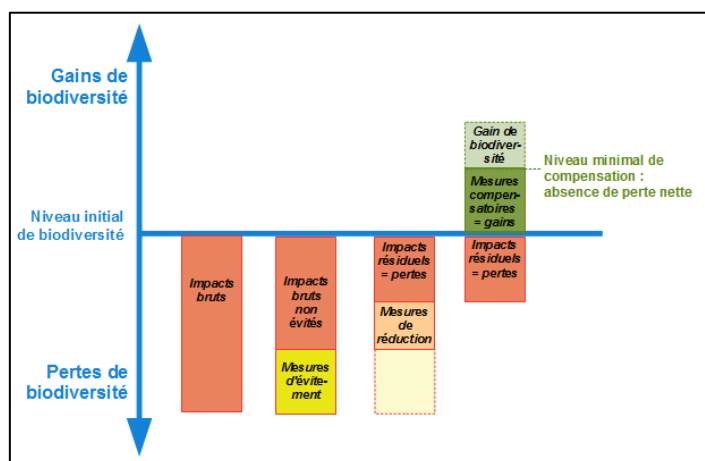 Gains de
biodiversité
Gain de
biodiver-
sité
Niveau minimal de
compensation :
absence de perte nette
Mesures
compen-
satoires
= gains
Niveau initial
de biodiversité
Impacts
bruts
Impacts
bruts
non
évités
Impacts
résiduels
= pertes
Impacts
résiduels
= pertes
Mesures
de
réduction
Mesures
d'évite-
ment
Pertes de
biodiversité